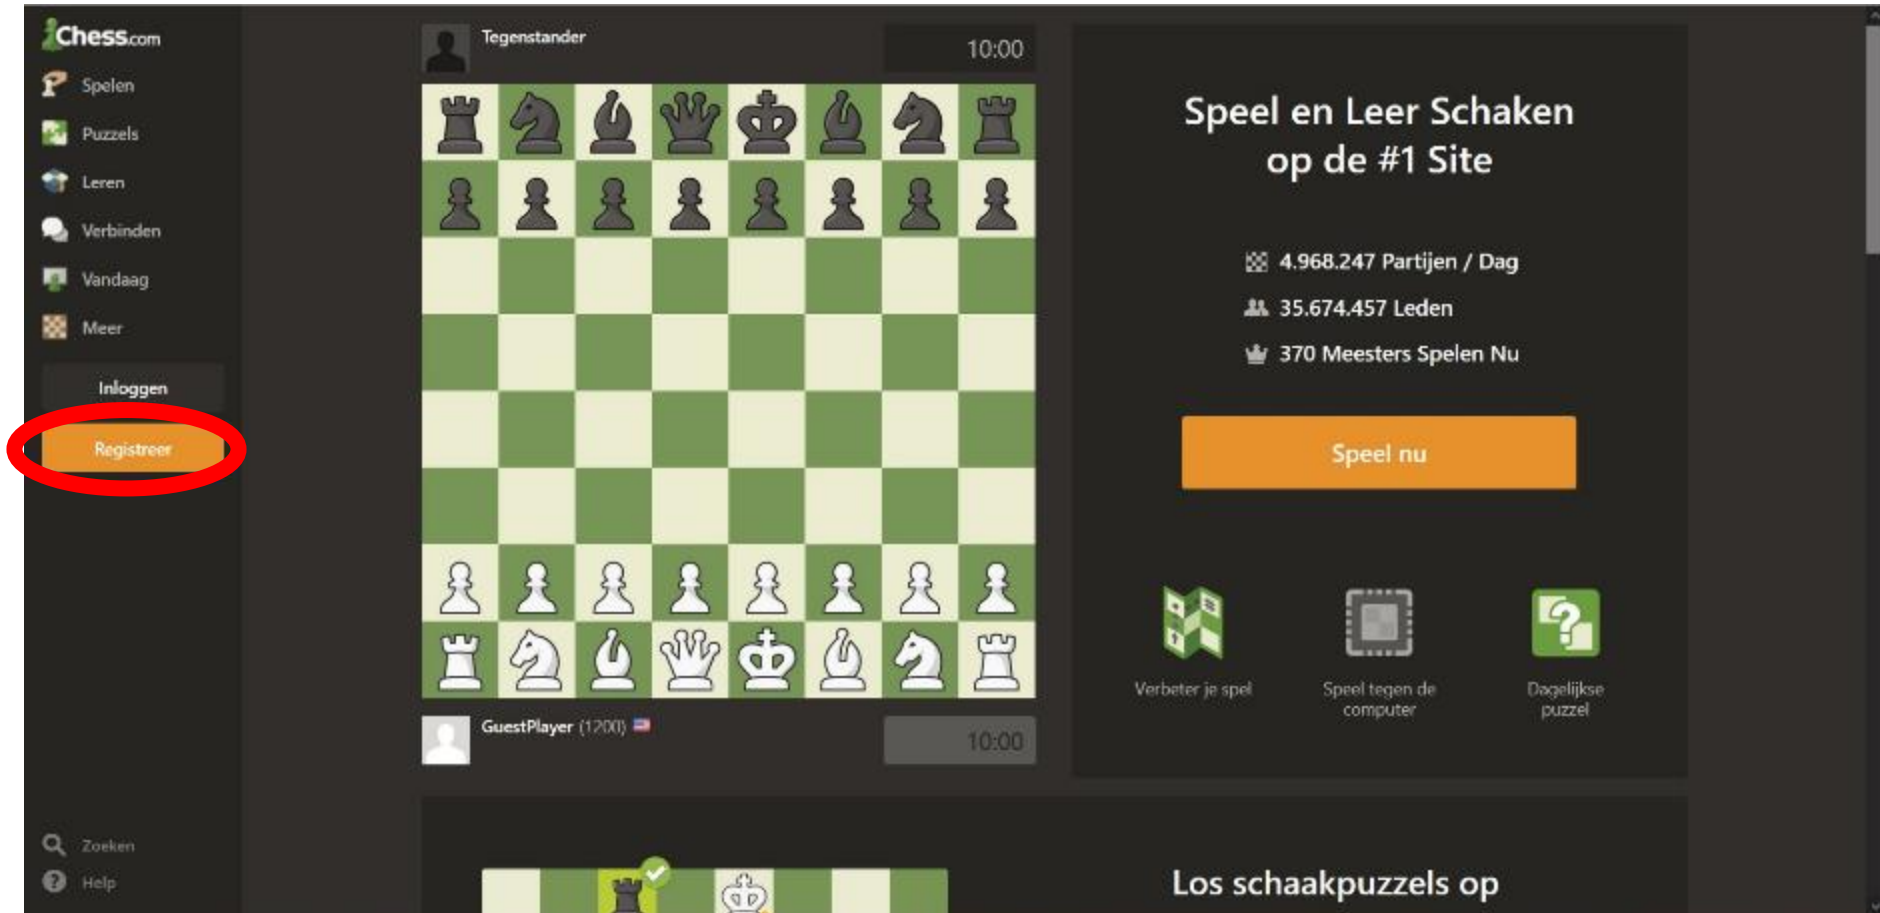 Chess.com
Spelen
Puzzels
Leren
Verbinden
Vandaag
Meer
Inloggen
Registreer
Zoeken
Help
Tegenstander
10:00
GuestPlayer (1200)
10:00
Speel en Leer Schaken
op de #1 Site
4.968.247 Partijen / Dag
35.674.457 Leden
370 Meesters Spelen Nu
Speel nu
Verbeter je spel
Speel tegen de
computer
Dagelijkse
puzzel
Los schaakpuzzels op